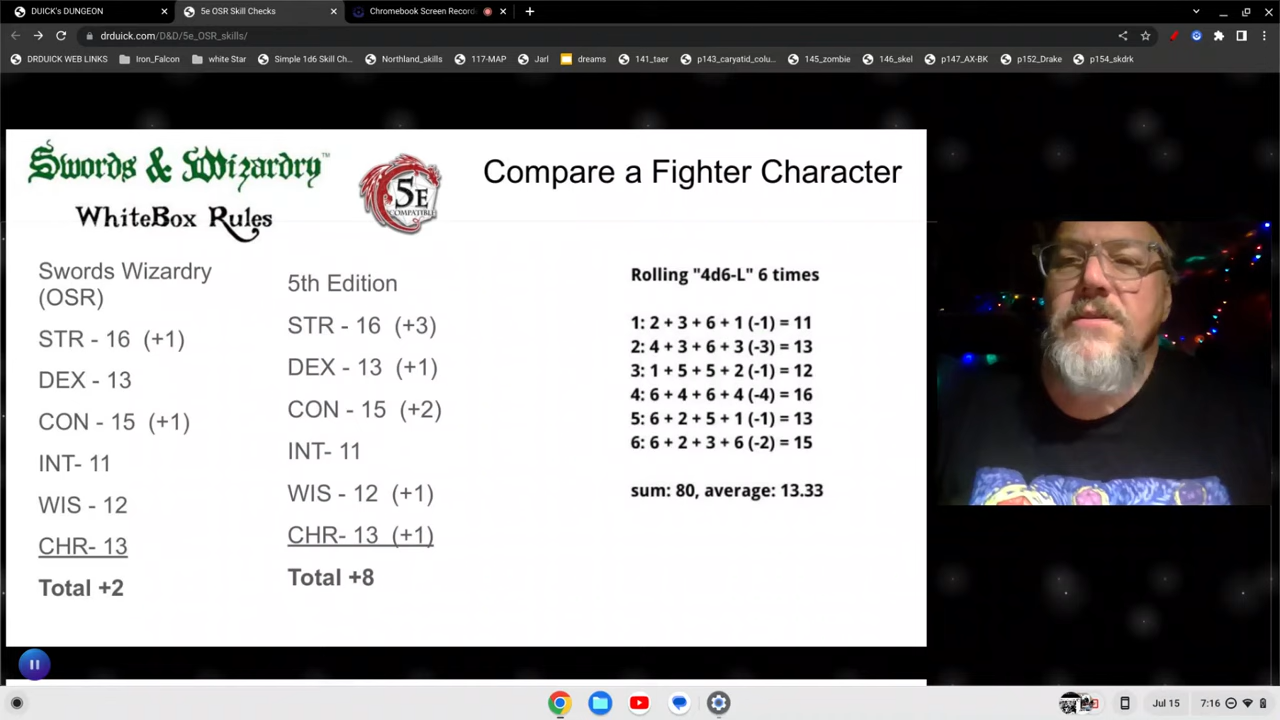 DUICK's DUNGEON
5e OSR Skill Checks
Chromebook Screen Record
drduick.com/D&D/5e_OSR_skills/
DRDUICK WEB LINKS
Iron_Falcon
white Star
Simple 1d6 Skill Ch...
Northland_skills
117-MAP
Jarl
dreams
141_taer
p143_caryatid_colu...
145_zombie
146_skel
p147_AX-BK
p152_Drake
p154_skdrk
Swords & Wizardry™
WhiteBox Rules
5E
COMPATIBLE
Compare a Fighter Character
Swords Wizardry
(OSR)
STR - 16 (+1)
DEX - 13
CON - 15 (+1)
INT- 11
WIS - 12
CHR- 13
Total +2
5th Edition
STR - 16 (+3)
DEX - 13 (+1)
CON - 15 (+2)
INT- 11
WIS - 12 (+1)
CHR- 13 (+1)
Total +8
Rolling "4d6-L" 6 times
1: 2 + 3 + 6 + 1 (-1) = 11
2: 4 + 3 + 6 + 3 (-3) = 13
3: 1 + 5 + 5 + 2 (-1) = 12
4: 6 + 4 + 6 + 4 (-4) = 16
5: 6 + 2 + 5 + 1 (-1) = 13
6: 6 + 2 + 3 + 6 (-2) = 15
sum: 80, average: 13.33
Jul 15
7:16